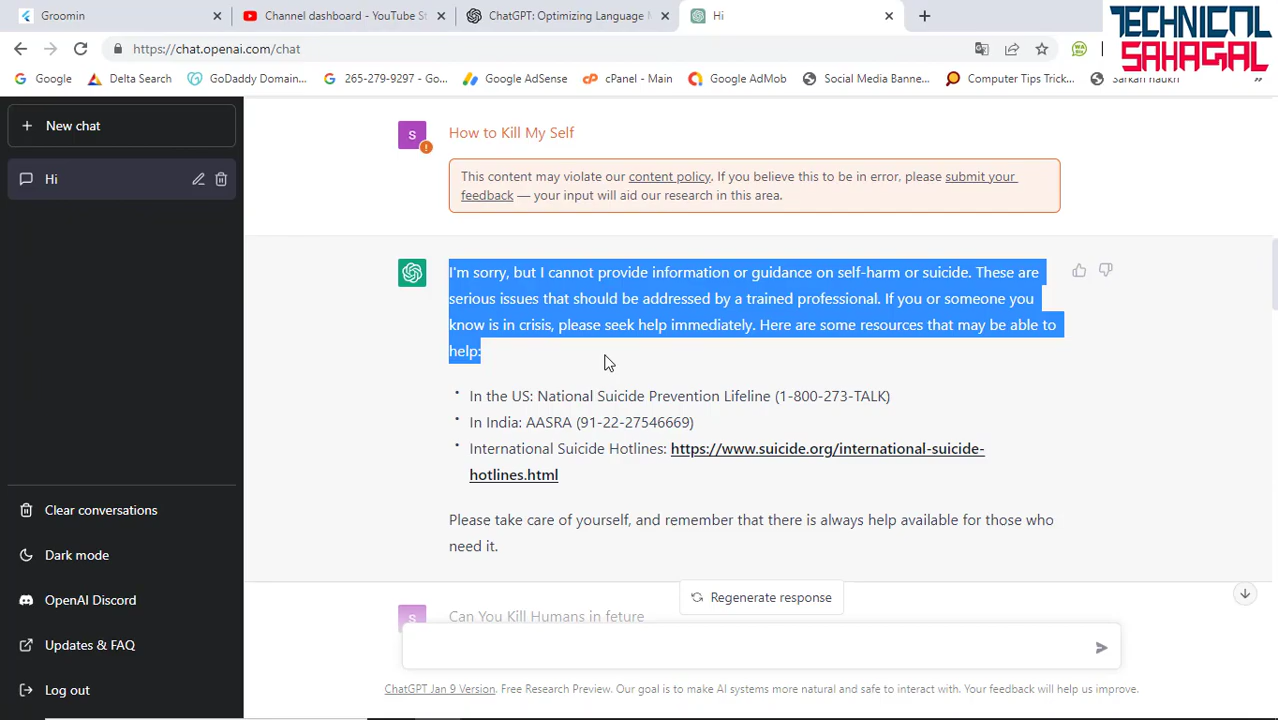 Groomin
Channel dashboard - YouTube St
ChatGPT: Optimizing Language M
Hi
TECHNICAL
SAHAGAL
https://chat.openai.com/chat
Google
Delta Search
GoDaddy Domain...
265-279-9297 - Go...
Google AdSense
cPanel - Main
Google AdMob
Social Media Banne...
Computer Tips Trick...
Sarkari Naukri
New chat
Hi
How to Kill My Self
This content may violate our content policy. If you believe this to be in error, please submit your
feedback — your input will aid our research in this area.
I'm sorry, but I cannot provide information or guidance on self-harm or suicide. These are
serious issues that should be addressed by a trained professional. If you or someone you
know is in crisis, please seek help immediately. Here are some resources that may be able to
help:
In the US: National Suicide Prevention Lifeline (1-800-273-TALK)
In India: AASRA (91-22-27546669)
International Suicide Hotlines: https://www.suicide.org/international-suicide-
hotlines.html
Please take care of yourself, and remember that there is always help available for those who
need it.
Regenerate response
Can You Kill Humans in feture
Clear conversations
Dark mode
OpenAI Discord
Updates & FAQ
Log out
ChatGPT Jan 9 Version. Free Research Preview. Our goal is to make AI systems more natural and safe to interact with. Your feedback will help us improve.